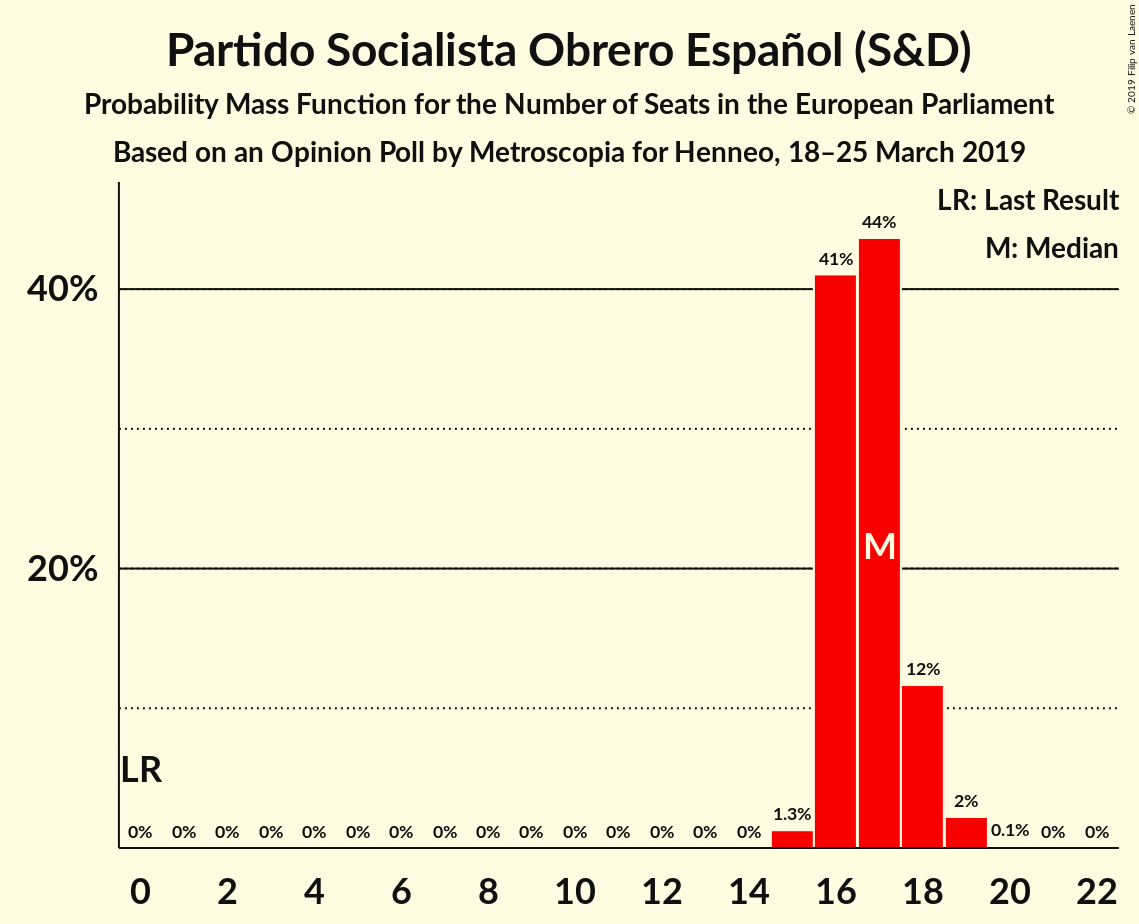 Partido Socialista Obrero Español (S&D)
Probability Mass Function for the Number of Seats in the European Parliament
Based on an Opinion Poll by Metroscopia for Henneo, 18–25 March 2019
© 2019 Filip van Laenen
LR: Last Result
M: Median
44%
41%
40%
M
20%
12%
LR
2%
1.3%
0% 0% 0% 0% 0% 0% 0% 0% 0% 0% 0% 0% 0% 0% 0% 0.1% 0% 0%
0 2 4 6 8 10 12 14 16 18 20 22